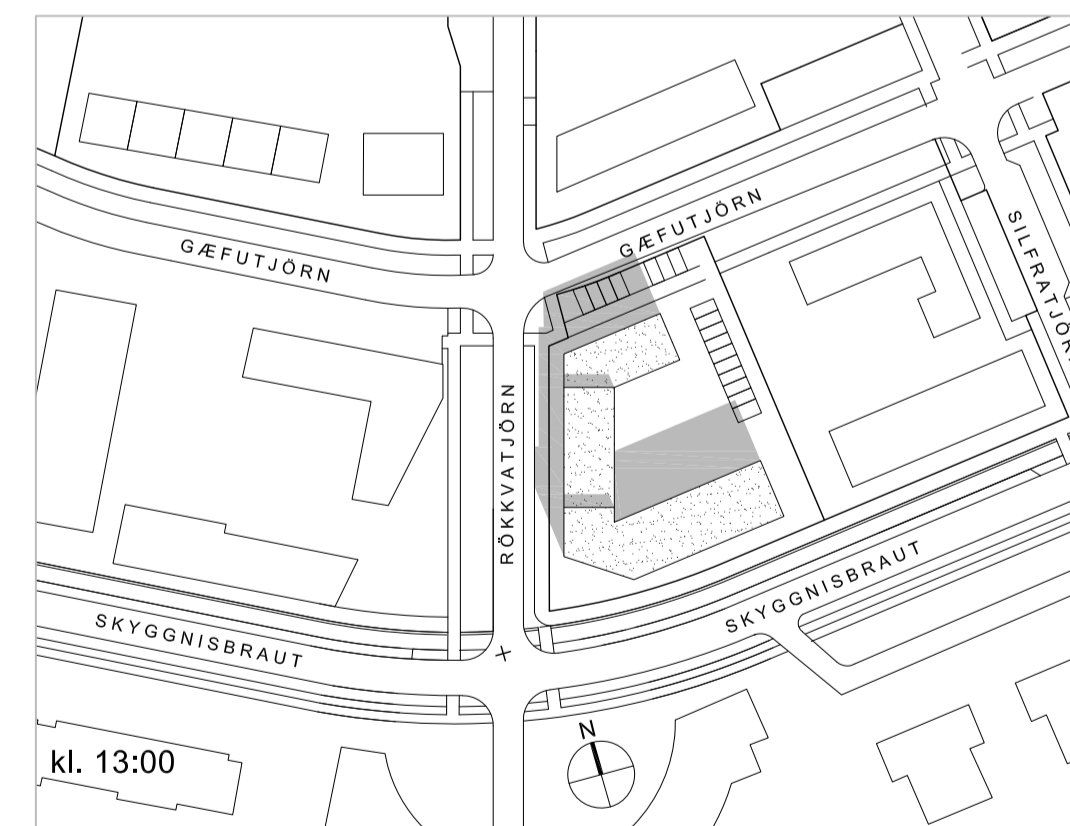 GÆFUTJÖRN
GÆFUTJÖRN
SILFRATJÖRN
RÖKKVATJÖRN
SKYGGNISBRAUT
SKYGGNISBRAUT
N
kl. 13:00